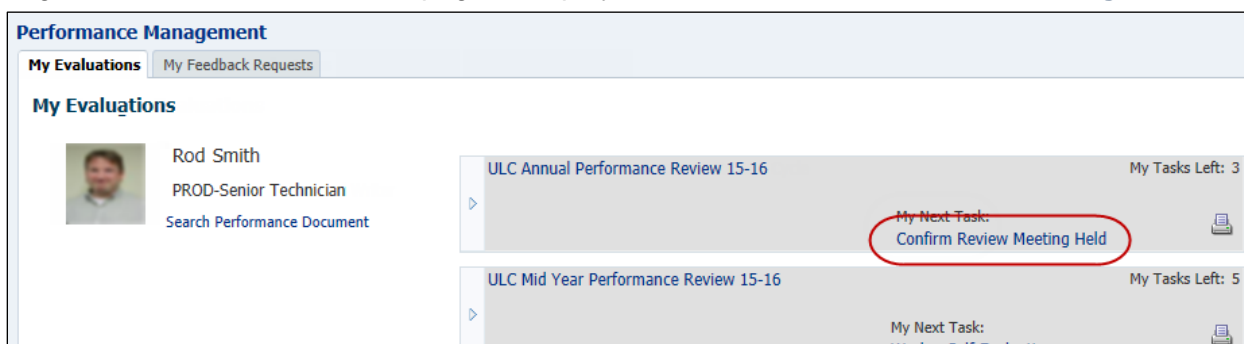 Performance Management
My Evaluations My Feedback Requests
My Evaluations
Rod Smith
PROD-Senior Technician
Search Performance Document
ULC Annual Performance Review 15-16 My Tasks Left: 3
My Next Task:
Confirm Review Meeting Held
ULC Mid Year Performance Review 15-16 My Tasks Left: 5
My Next Task: